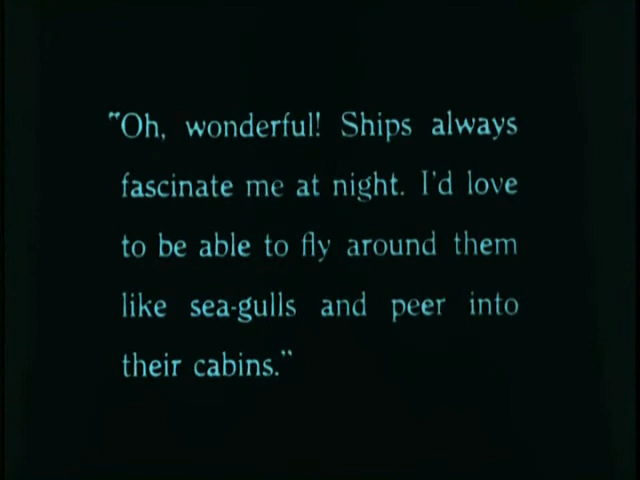 "Oh, wonderful! Ships always
fascinate me at night. I'd love
to be able to fly around them
like sea-gulls and peer into
their cabins."